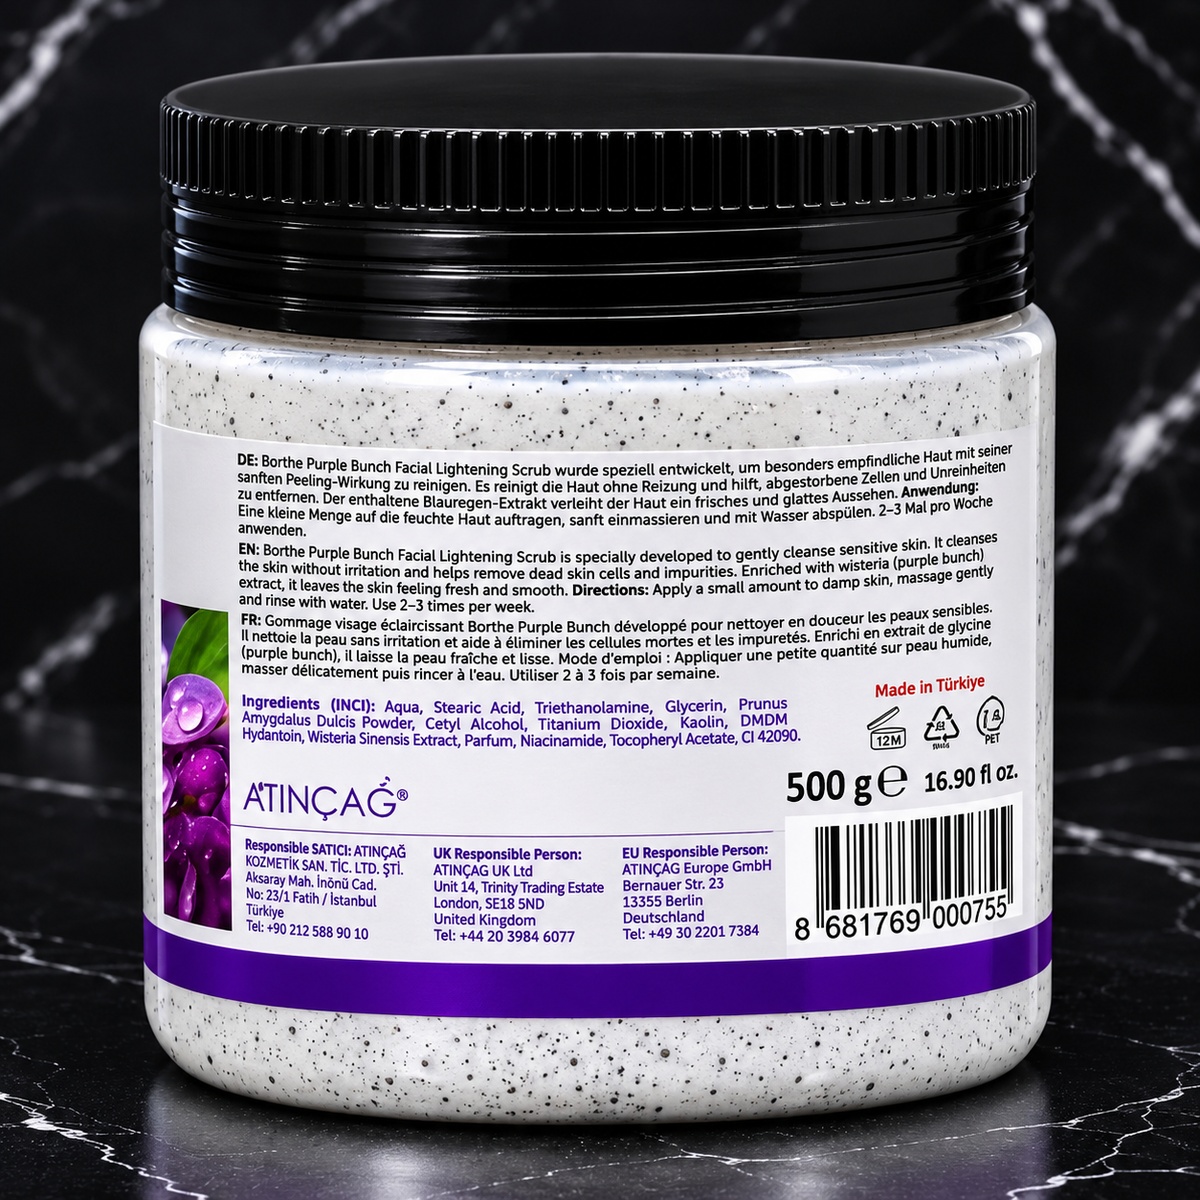 DE: Borthe Purple Bunch Facial Lightening Scrub wurde speziell entwickelt, um besonders empfindliche Haut mit seiner
sanften Peeling-Wirkung zu reinigen. Es reinigt die Haut ohne Reizung und hilft, abgestorbene Zellen und Unreinheiten
zu entfernen. Der enthaltene Blauregen-Extrakt verleiht der Haut ein frisches und glattes Aussehen. Anwendung:
Eine kleine Menge auf die feuchte Haut auftragen, sanft einmassieren und mit Wasser abspülen. 2–3 Mal pro Woche
anwenden.
EN: Borthe Purple Bunch Facial Lightening Scrub is specially developed to gently cleanse sensitive skin. It cleanses
the skin without irritation and helps remove dead skin cells and impurities. Enriched with wisteria (purple bunch)
extract, it leaves the skin feeling fresh and smooth. Directions: Apply a small amount to damp skin, massage gently
and rinse with water. Use 2–3 times per week.
FR: Gommage visage éclaircissant Borthe Purple Bunch développé pour nettoyer en douceur les peaux sensibles.
Il nettoie la peau sans irritation et aide à éliminer les cellules mortes et les impuretés. Enrichi en extrait de glycine
(purple bunch), il laisse la peau fraîche et lisse. Mode d'emploi : Appliquer une petite quantité sur peau humide,
masser délicatement puis rincer à l'eau. Utiliser 2 à 3 fois par semaine.
Ingredients (INCI): Aqua, Stearic Acid, Triethanolamine, Glycerin, Prunus
Amygdalus Dulcis Powder, Cetyl Alcohol, Titanium Dioxide, Kaolin, DMDM
Hydantoin, Wisteria Sinensis Extract, Parfum, Niacinamide, Tocopheryl Acetate, CI 42090.
Made in Türkiye
12M
PET
500 g ℮ 16.90 fl oz.
ATINÇAĞ®
Responsible SATICI: ATINÇAĞ
KOZMETİK SAN. TİC. LTD. ŞTİ.
Aksaray Mah. İnönü Cad.
No: 23/1 Fatih / İstanbul
Türkiye
Tel: +90 212 588 90 10
UK Responsible Person:
ATINÇAG UK Ltd
Unit 14, Trinity Trading Estate
London, SE18 5ND
United Kingdom
Tel: +44 20 3984 6077
EU Responsible Person:
ATINÇAG Europe GmbH
Bernauer Str. 23
13355 Berlin
Deutschland
Tel: +49 30 2201 7384
8 681769 000755